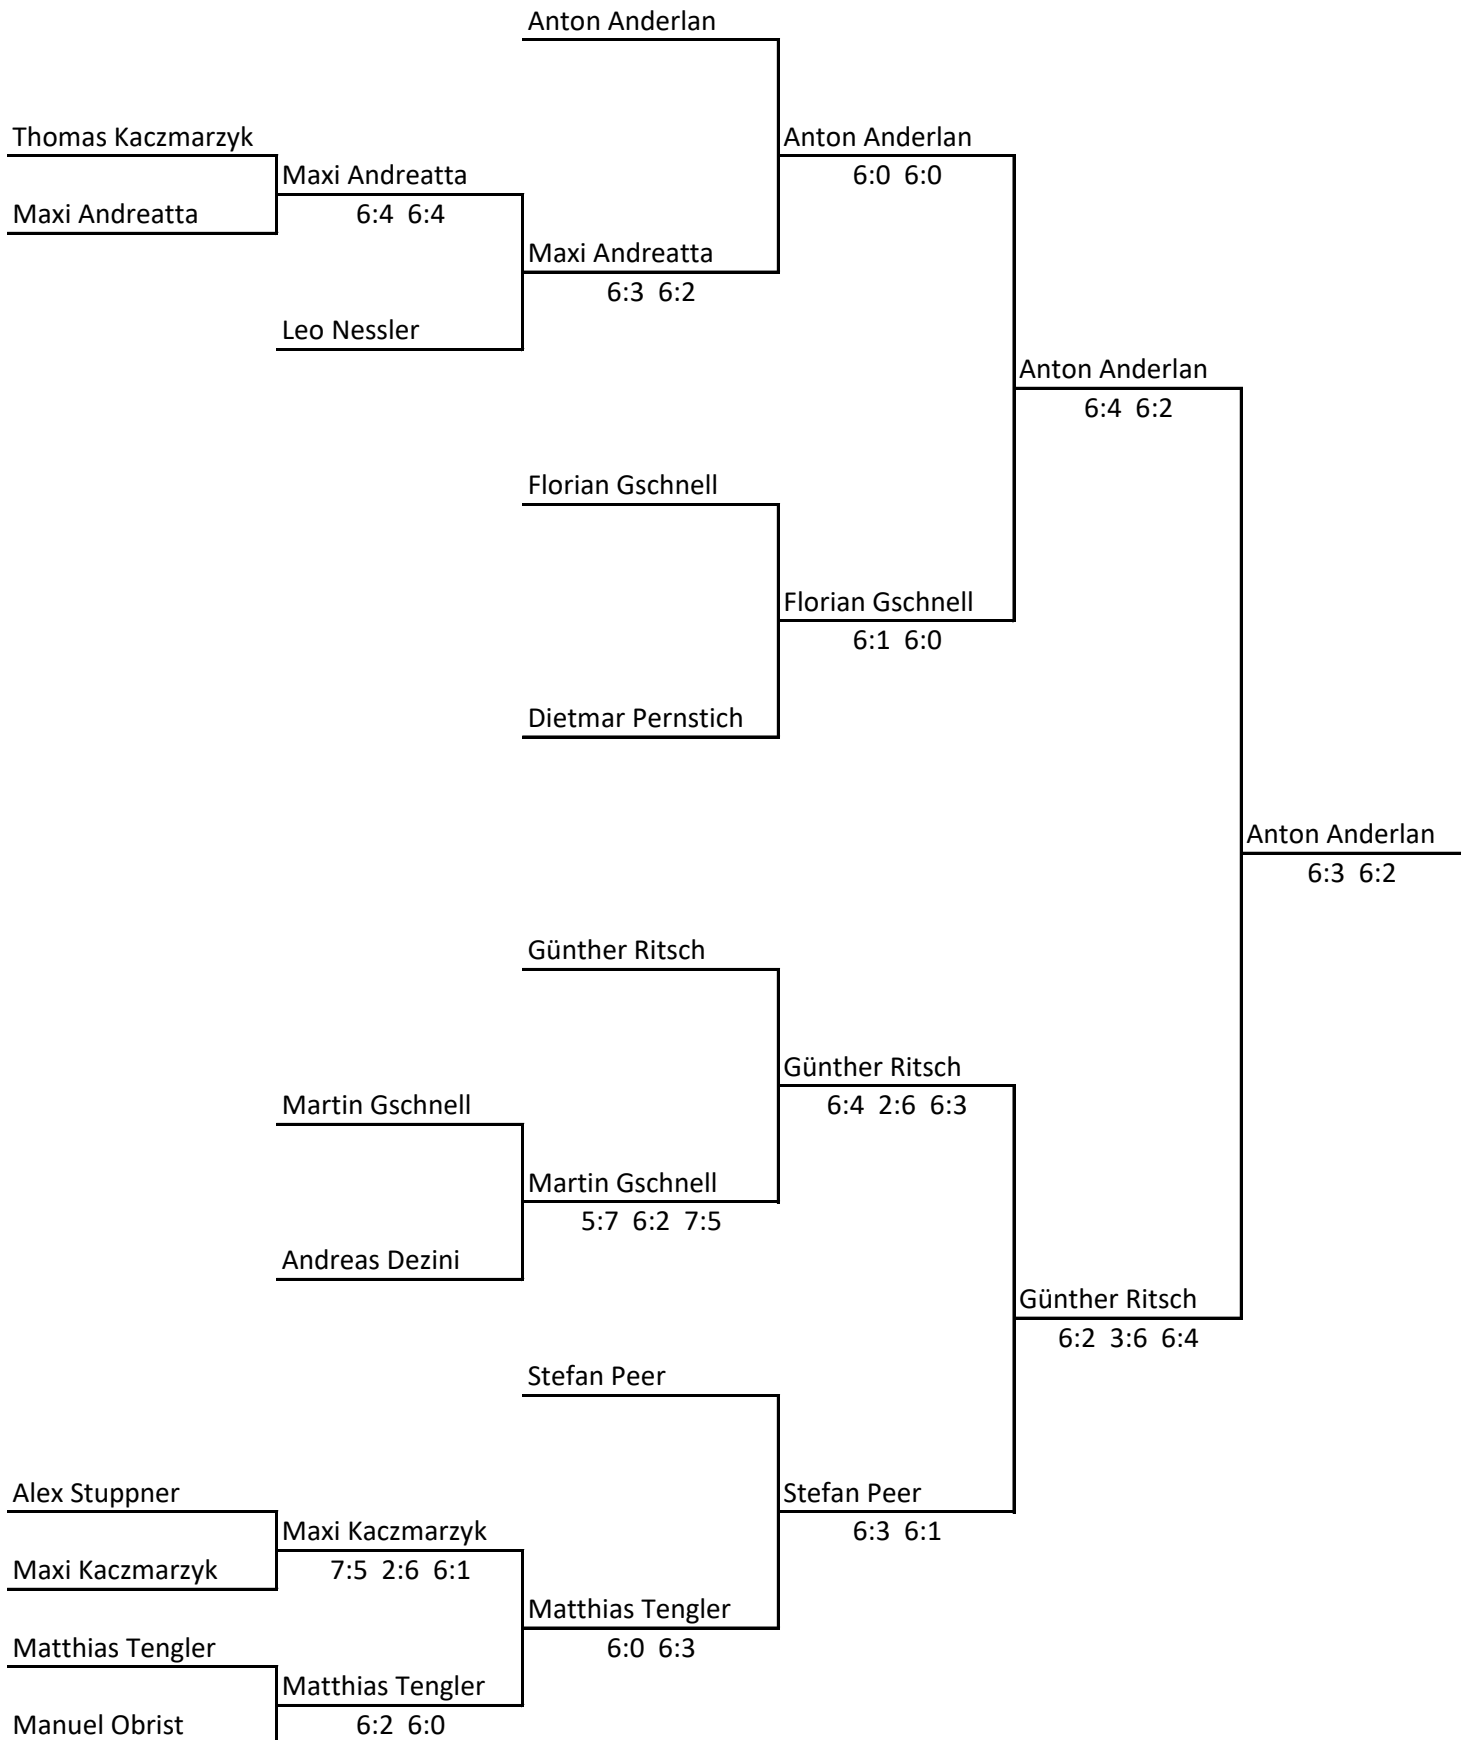 Anton Anderlan
Thomas Kaczmarzyk
Anton Anderlan
Maxi Andreatta
6:0 6:0
Maxi Andreatta
6:4 6:4
Maxi Andreatta
6:3 6:2
Leo Nessler
Anton Anderlan
6:4 6:2
Florian Gschnell
Florian Gschnell
6:1 6:0
Dietmar Pernstich
Anton Anderlan
6:3 6:2
Günther Ritsch
Günther Ritsch
Martin Gschnell
6:4 2:6 6:3
Martin Gschnell
5:7 6:2 7:5
Andreas Dezini
Günther Ritsch
6:2 3:6 6:4
Stefan Peer
Alex Stuppner
Stefan Peer
Maxi Kaczmarzyk
6:3 6:1
Maxi Kaczmarzyk
7:5 2:6 6:1
Matthias Tengler
Matthias Tengler
6:0 6:3
Matthias Tengler
Manuel Obrist
6:2 6:0